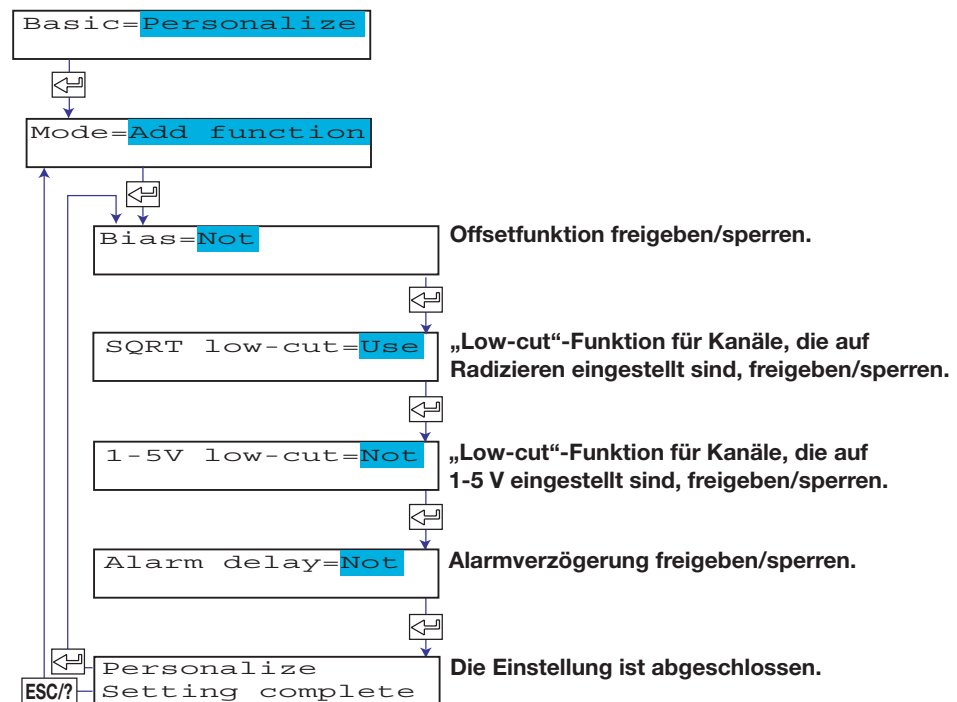 Basic=Personalize
Mode=Add function
Bias=Not
Offsetfunktion freigeben/sperren.
SQRT low-cut=Use
„Low-cut“-Funktion für Kanäle, die auf
Radizieren eingestellt sind, freigeben/sperren.
1-5V low-cut=Not
„Low-cut“-Funktion für Kanäle, die auf
1-5 V eingestellt sind, freigeben/sperren.
Alarm delay=Not
Alarmverzögerung freigeben/sperren.
Personalize
Setting complete
Die Einstellung ist abgeschlossen.
ESC/?